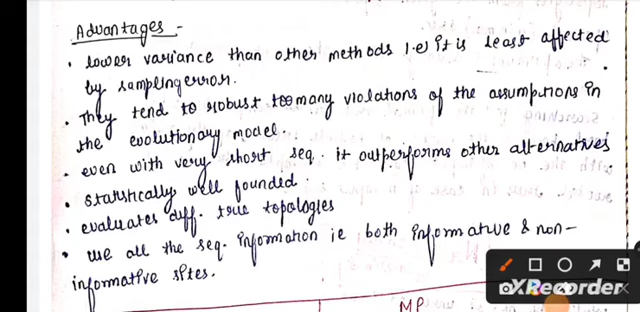 Advantages -
• lower variance than other methods i.e it is least affected
by sampling error.
• They tend to robust too many violations of the assumptions in
the evolutionary model.
• even with very short seq. it outperforms other alternatives
• statistically well founded.
• evaluates diff. tree topologies
• use all the seq. information ie both informative & non-
informative sites.
XRecorder
MP